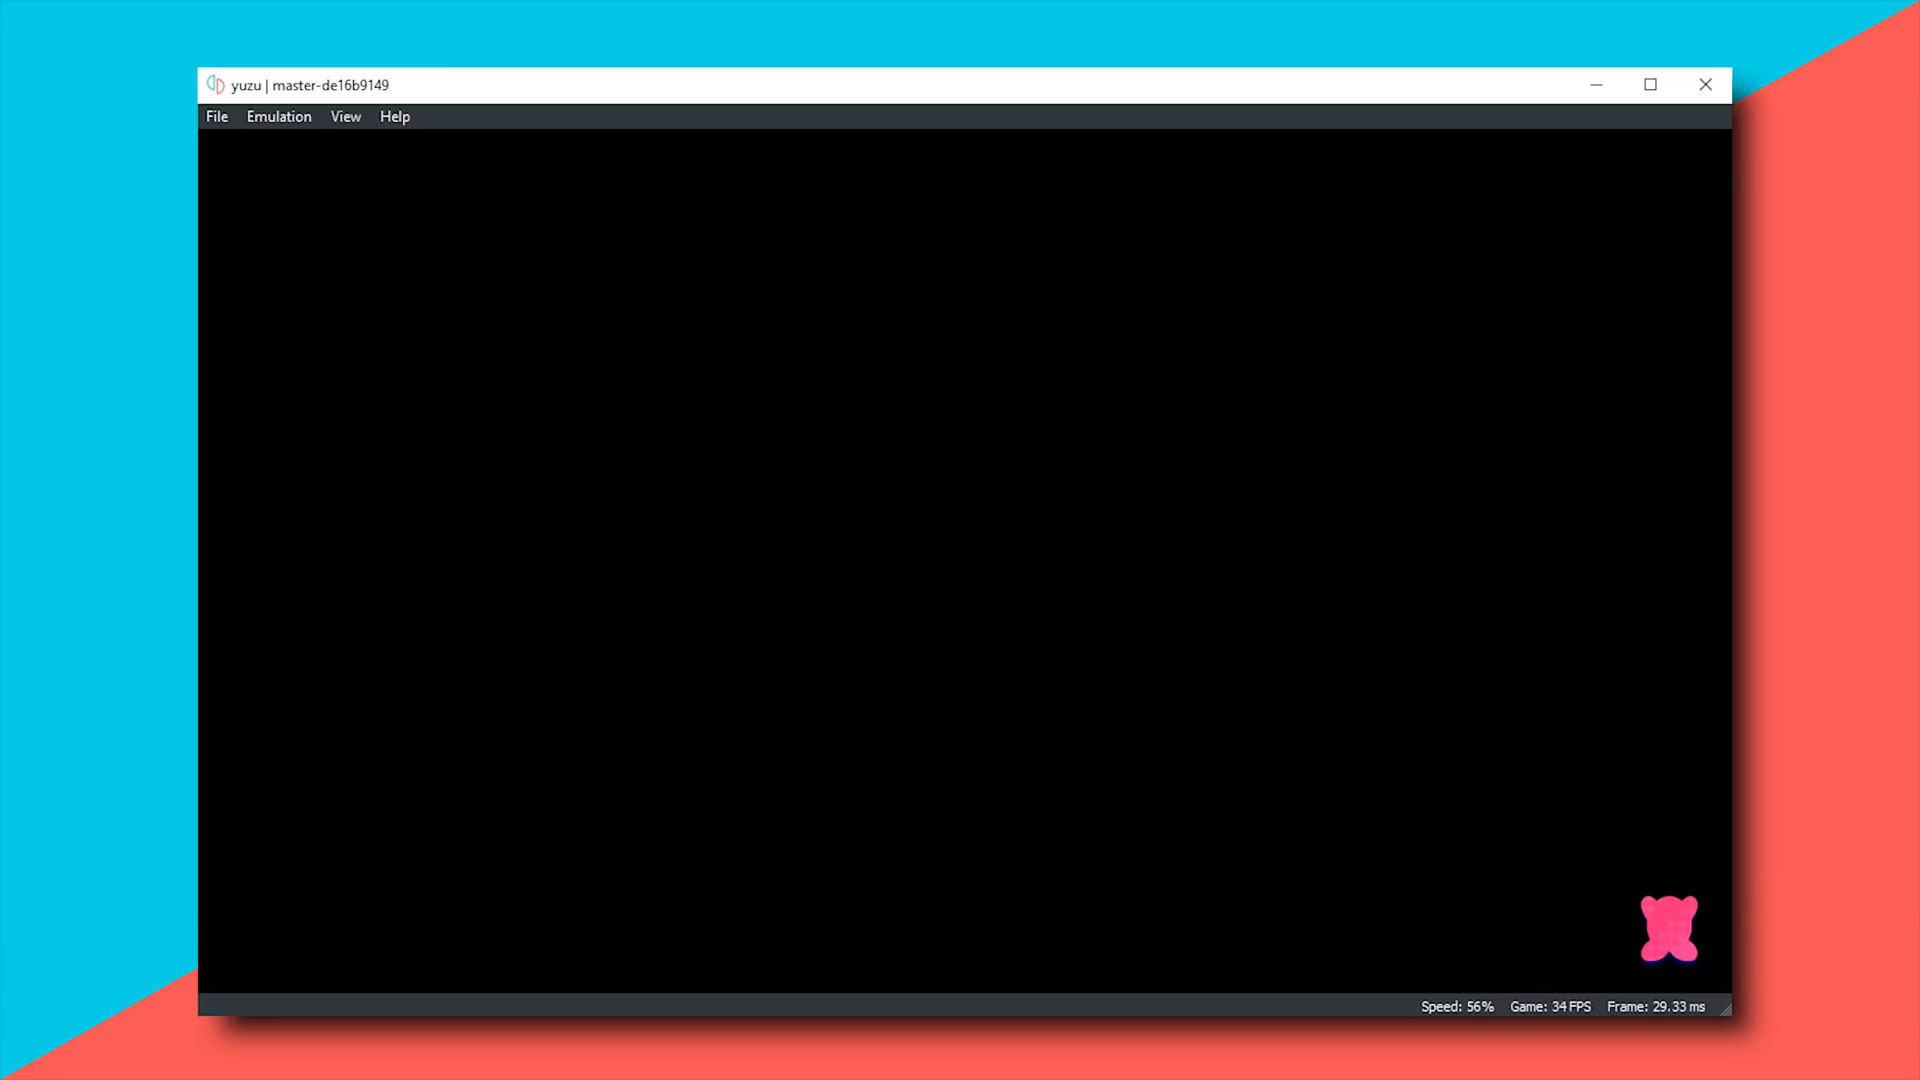 yuzu | master-de16b9149
File Emulation View Help
Speed: 56% Game: 34 FPS Frame: 29.33 ms